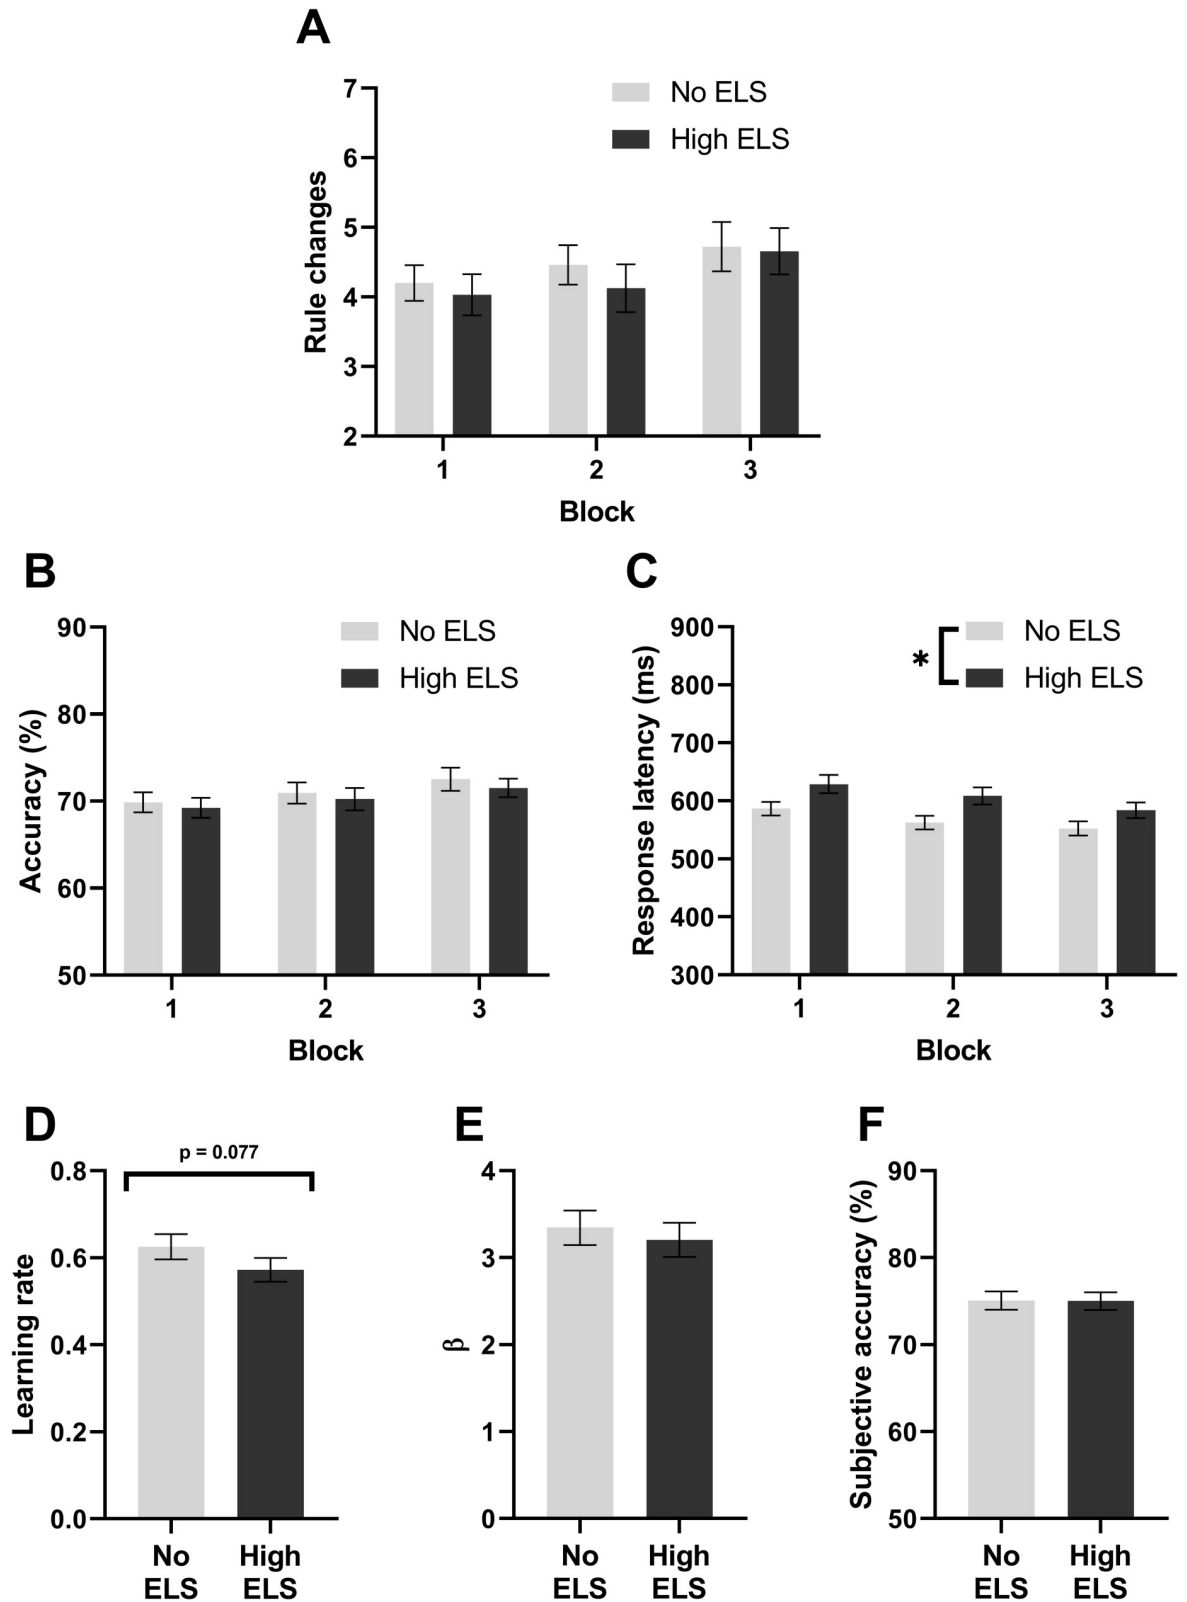 A
7
6
5
4
3
2
Rule changes
No ELS
High ELS
1 2 3
Block
B
90
80
70
60
50
Accuracy (%)
No ELS
High ELS
1 2 3
Block
C
900
800
700
600
500
400
300
Response latency (ms)
*
No ELS
High ELS
1 2 3
Block
D
p = 0.077
0.8
0.6
0.4
0.2
0.0
Learning rate
No
ELS
High
ELS
E
4
3
2
1
0
β
No
ELS
High
ELS
F
90
80
70
60
50
Subjective accuracy (%)
No
ELS
High
ELS